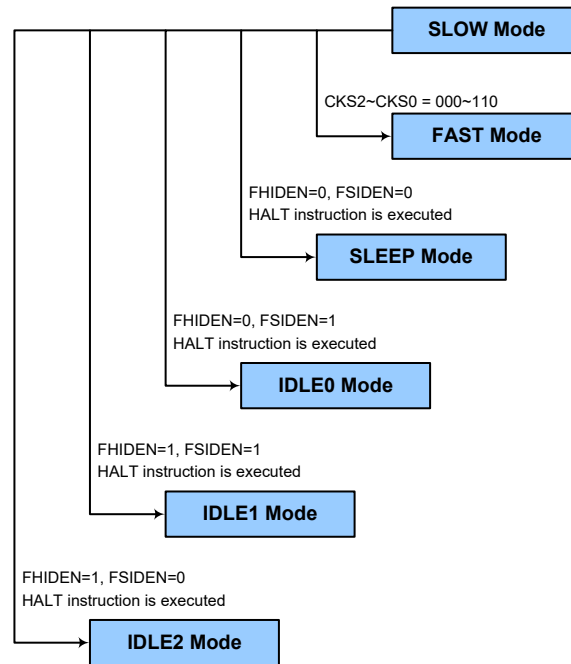 SLOW Mode
CKS2~CKS0 = 000~110
FAST Mode
FHIDEN=0, FSIDEN=0
HALT instruction is executed
SLEEP Mode
FHIDEN=0, FSIDEN=1
HALT instruction is executed
IDLE0 Mode
FHIDEN=1, FSIDEN=1
HALT instruction is executed
IDLE1 Mode
FHIDEN=1, FSIDEN=0
HALT instruction is executed
IDLE2 Mode